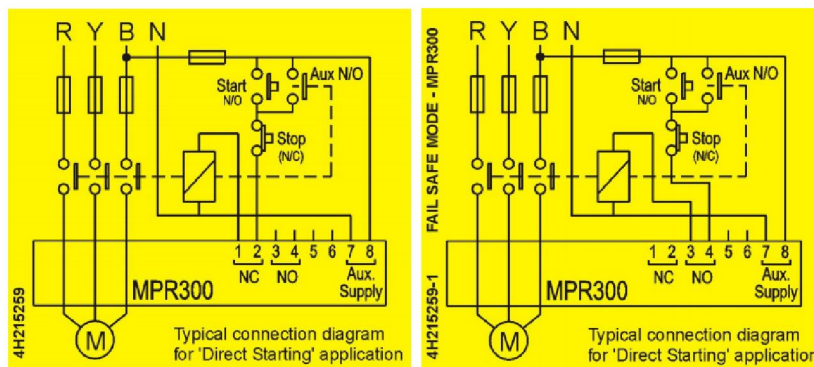 R Y B N
Start
N/O
Aux N/O
Stop
(N/C)
1 2 3 4 5 6 7 8
NC NO Aux.
Supply
MPR300
M
Typical connection diagram
for 'Direct Starting' application
4H215259
R Y B N
Start
N/O
Aux N/O
Stop
(N/C)
1 2 3 4 5 6 7 8
NC NO Aux.
Supply
MPR300
M
Typical connection diagram
for 'Direct Starting' application
4H215259-1 FAIL SAFE MODE - MPR300